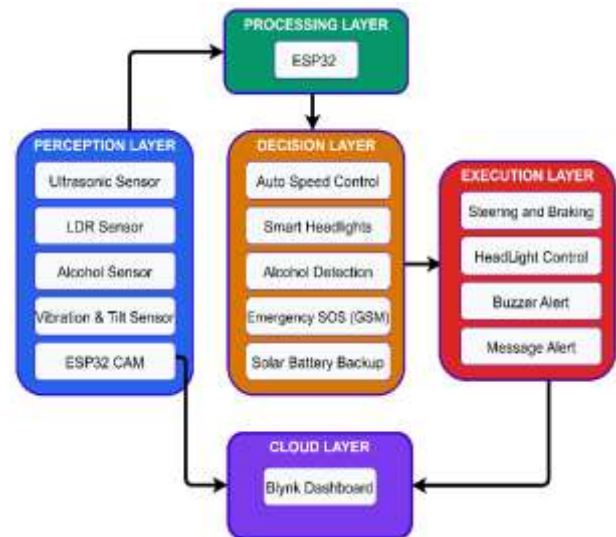 PROCESSING LAYER
ESP32
PERCEPTION LAYER
Ultrasonic Sensor
LDR Sensor
Alcohol Sensor
Vibration & Tilt Sensor
ESP32 CAM
DECISION LAYER
Auto Speed Control
Smart Headlights
Alcohol Detection
Emergency SOS (GSM)
Solar Battery Backup
EXECUTION LAYER
Steering and Braking
HeadLight Control
Buzzer Alert
Message Alert
CLOUD LAYER
Blynk Dashboard